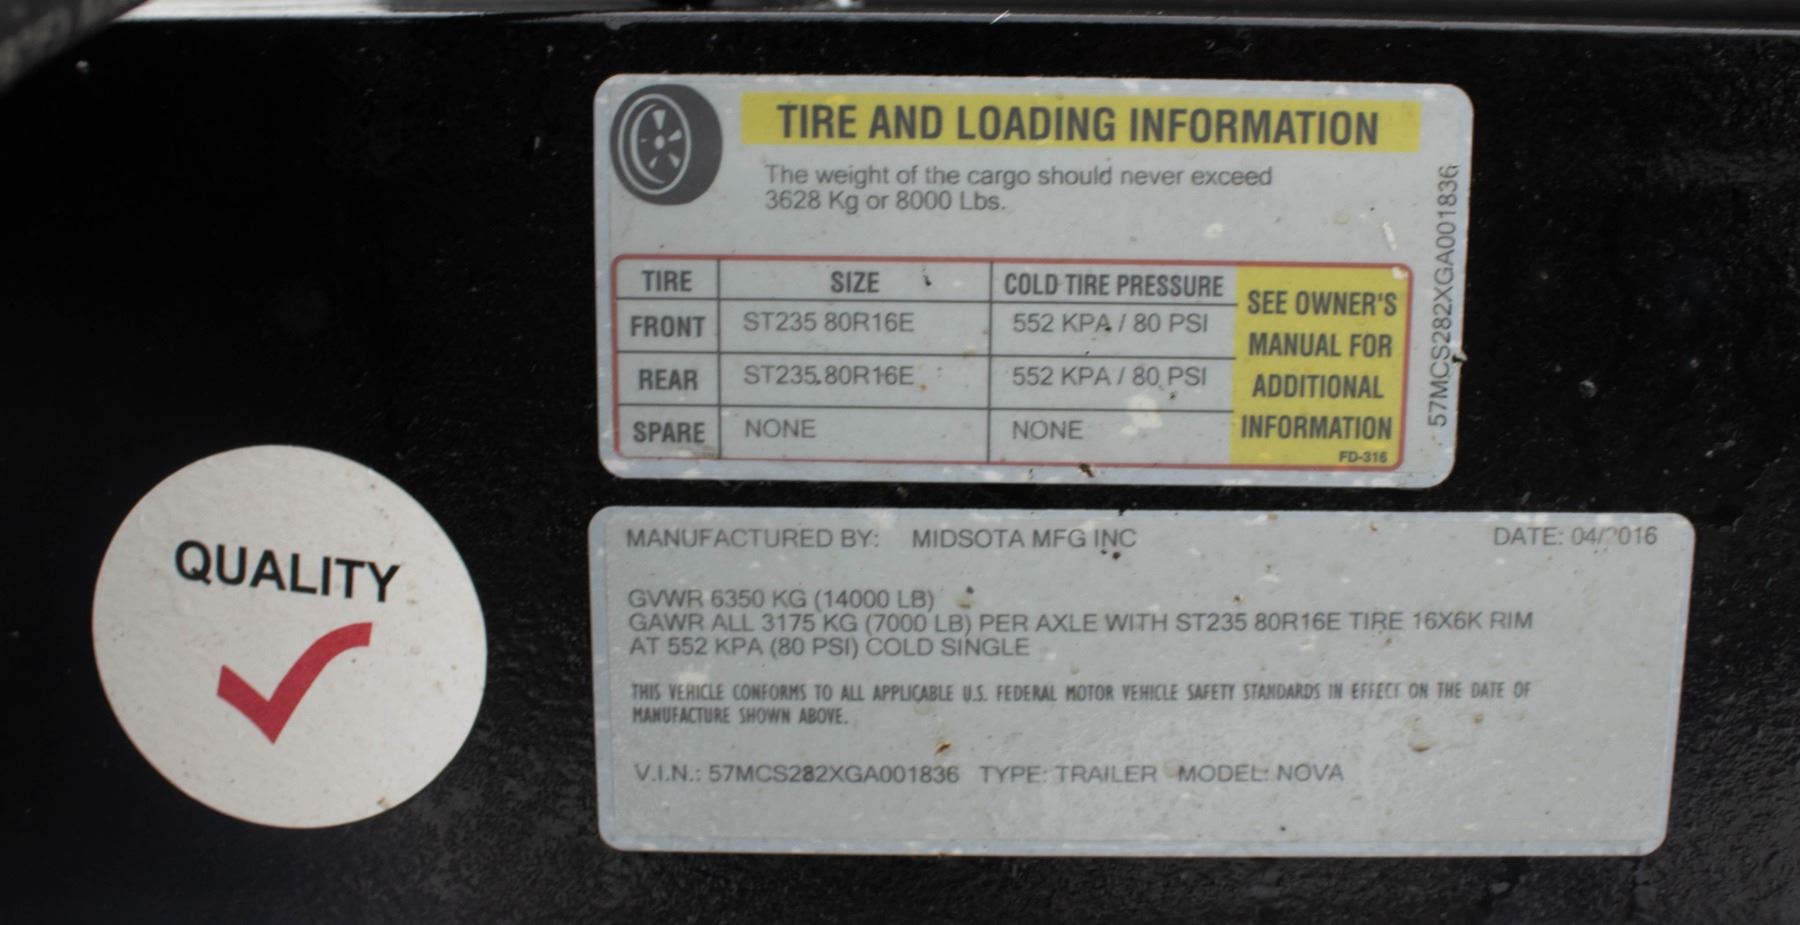 TIRE AND LOADING INFORMATION
The weight of the cargo should never exceed
3628 Kg or 8000 Lbs.
TIRE SIZE COLD TIRE PRESSURE
FRONT ST235 80R16E 552 KPA / 80 PSI
REAR ST235 80R16E 552 KPA / 80 PSI
SPARE NONE NONE
SEE OWNER'S
MANUAL FOR
ADDITIONAL
INFORMATION
FD-316
57MCS282XGA001836
QUALITY
MANUFACTURED BY: MIDSOTA MFG INC DATE: 04/2016
GVWR 6350 KG (14000 LB)
GAWR ALL 3175 KG (7000 LB) PER AXLE WITH ST235 80R16E TIRE 16X6K RIM
AT 552 KPA (80 PSI) COLD SINGLE
THIS VEHICLE CONFORMS TO ALL APPLICABLE U.S. FEDERAL MOTOR VEHICLE SAFETY STANDARDS IN EFFECT ON THE DATE OF
MANUFACTURE SHOWN ABOVE.
V.I.N.: 57MCS282XGA001836 TYPE: TRAILER MODEL: NOVA